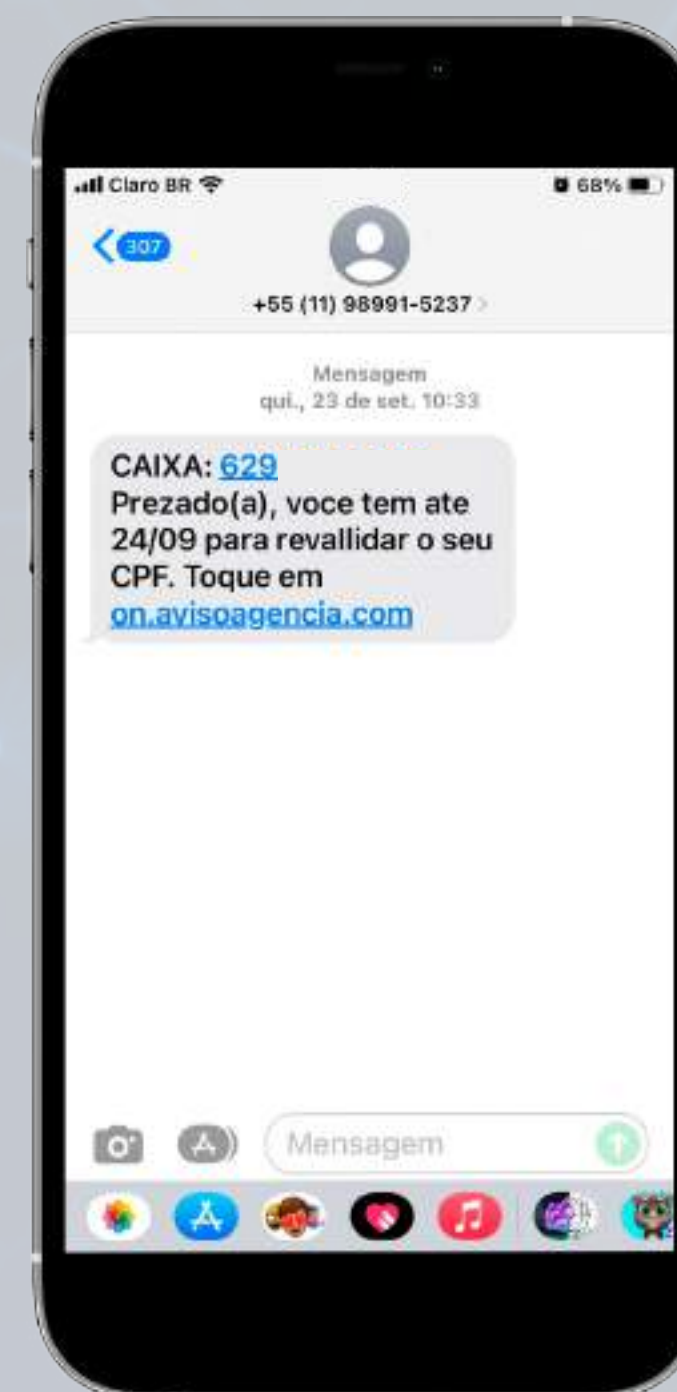 Claro BR
68%
307
+55 (11) 98991-5237
Mensagem
qui., 23 de set. 10:33
CAIXA: 629
Prezado(a), voce tem ate
24/09 para revallidar o seu
CPF. Toque em
on.avisoagencia.com
Mensagem